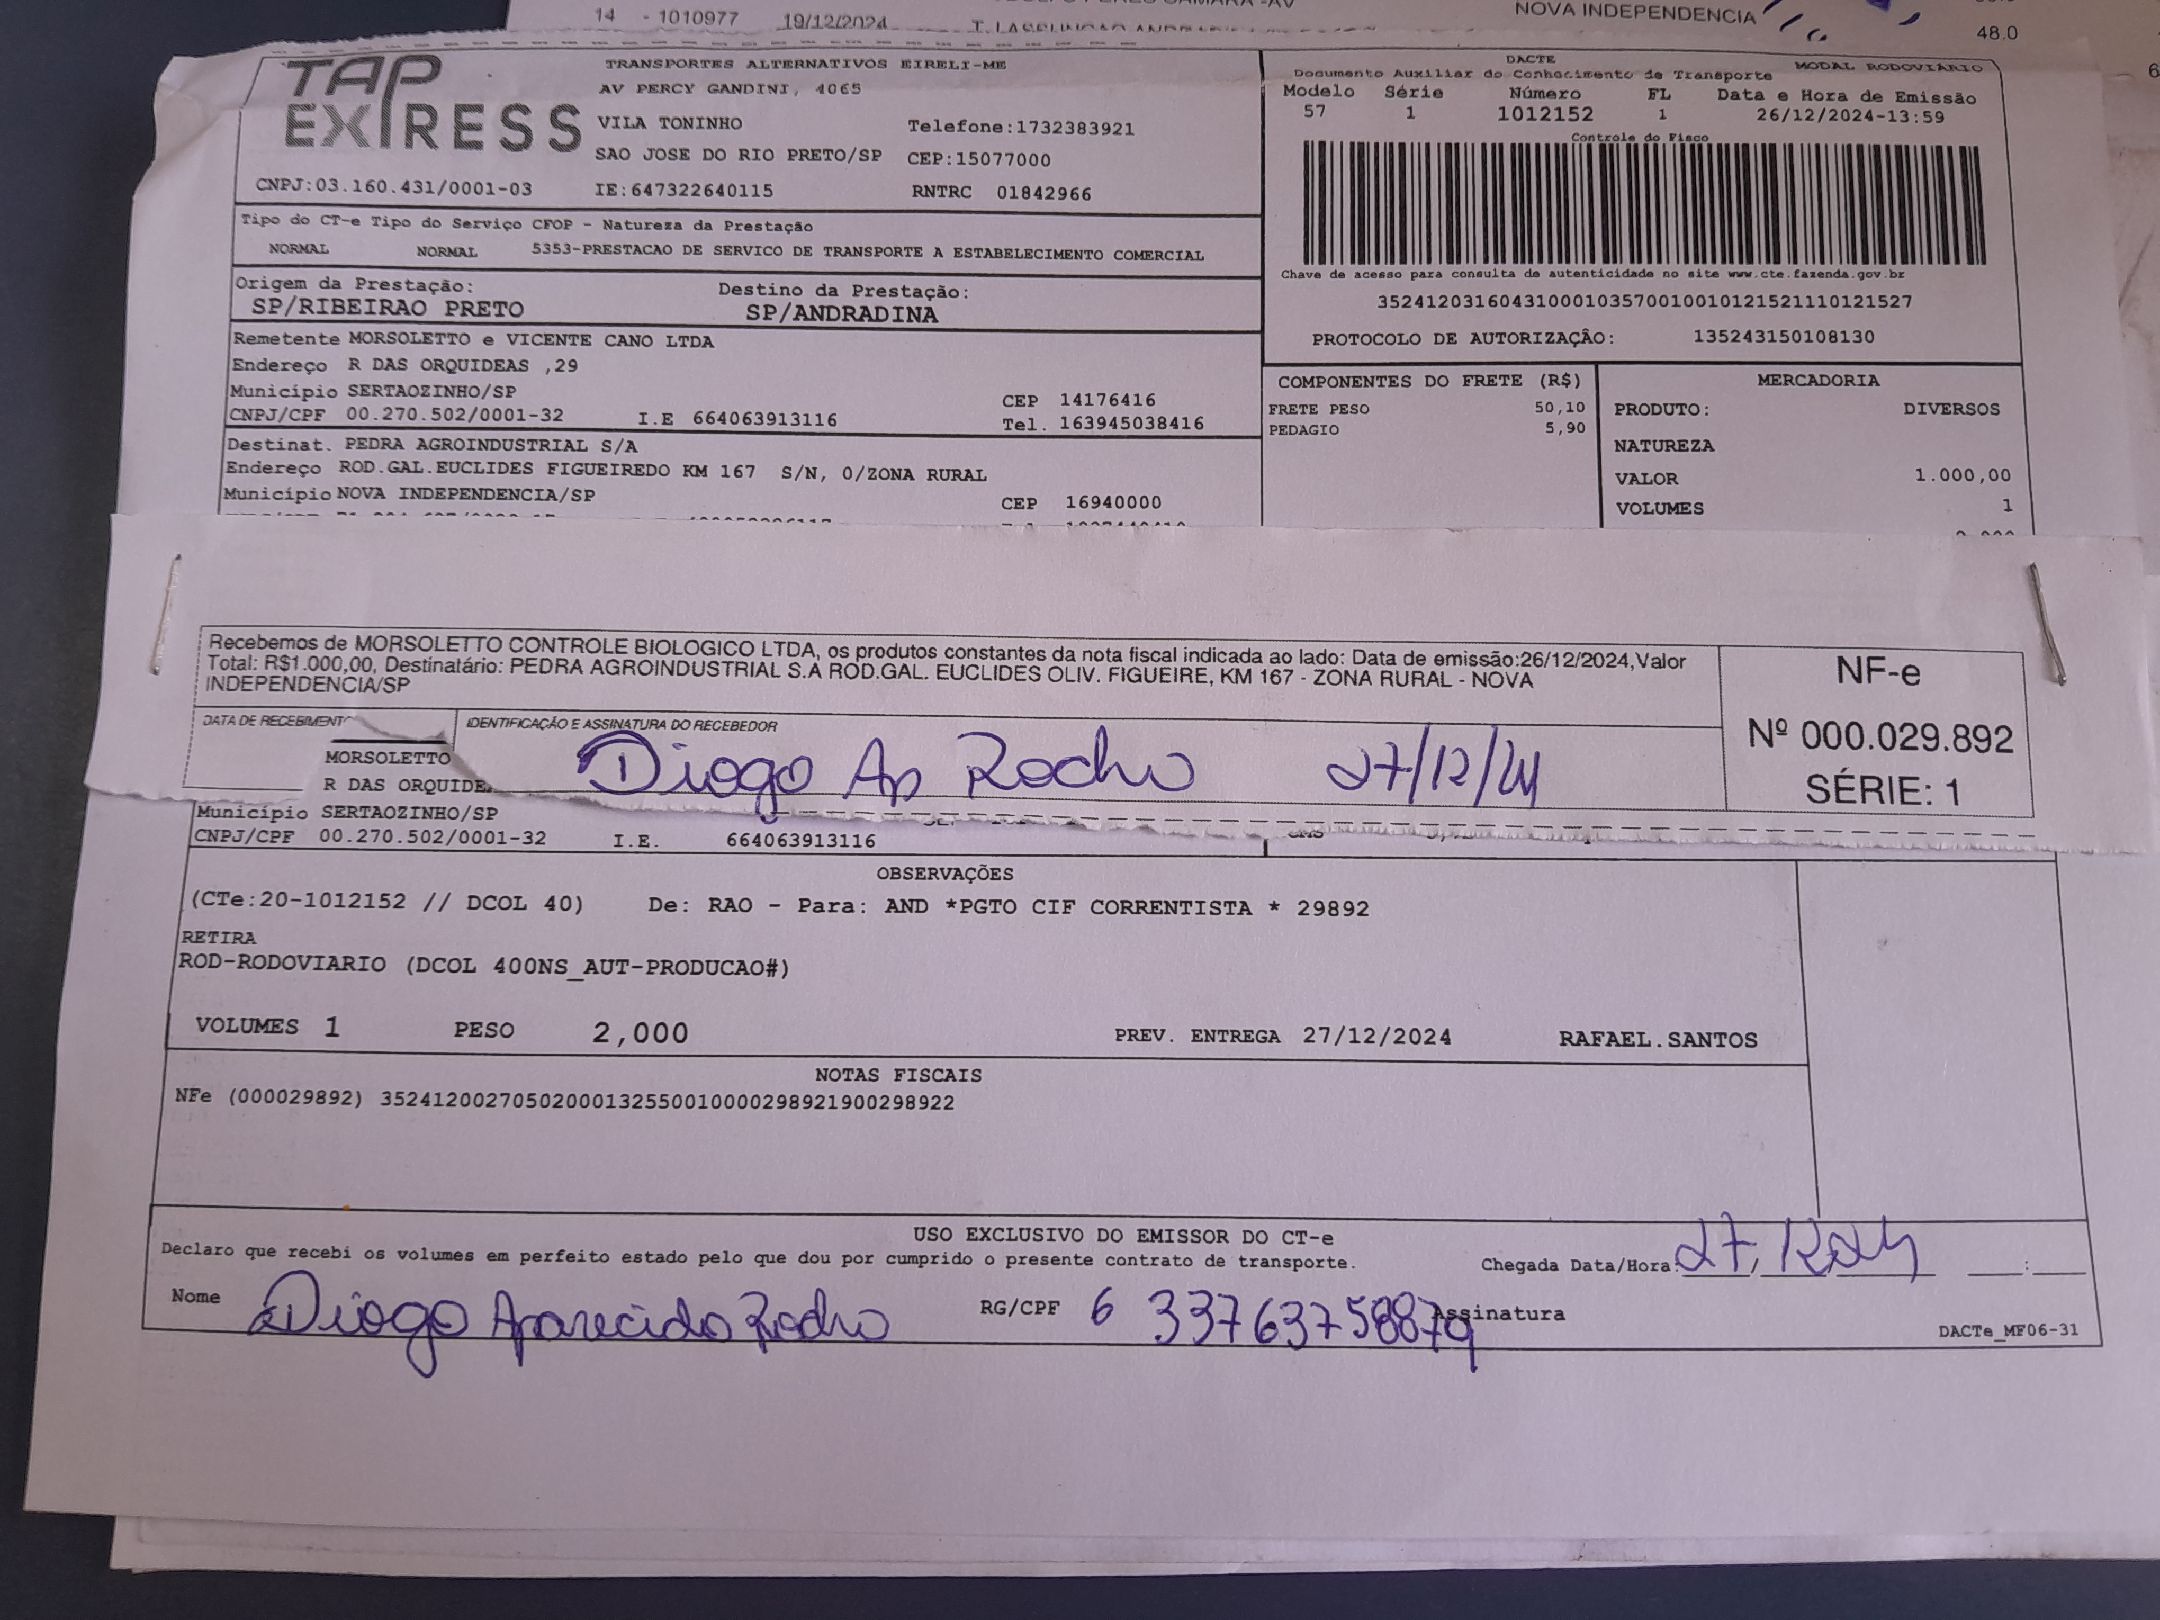 14 - 1010977 19/12/2024
NOVA INDEPENDENCIA
48.0
TAP EXPRESS
TRANSPORTES ALTERNATIVOS EIRELI-ME
AV PERCY GANDINI, 4065
VILA TONINHO Telefone:1732383921
SAO JOSE DO RIO PRETO/SP CEP:15077000
CNPJ:03.160.431/0001-03 IE:647322640115 RNTRC 01842966
DACTE
Documento Auxiliar do Conhecimento de Transporte MODAL RODOVIÁRIO
Modelo Série Número FL Data e Hora de Emissão
57 1 1012152 1 26/12/2024-13:59
Controle do Fisco
Chave de acesso para consulta de autenticidade no site www.cte.fazenda.gov.br
35241203160431000103570010010121521110121527
PROTOCOLO DE AUTORIZAÇÃO: 135243150108130
Tipo do CT-e Tipo do Serviço CFOP - Natureza da Prestação
NORMAL NORMAL 5353-PRESTACAO DE SERVICO DE TRANSPORTE A ESTABELECIMENTO COMERCIAL
Origem da Prestação: Destino da Prestação:
SP/RIBEIRAO PRETO SP/ANDRADINA
Remetente MORSOLETTO e VICENTE CANO LTDA
Endereço R DAS ORQUIDEAS ,29
Município SERTAOZINHO/SP CEP 14176416
CNPJ/CPF 00.270.502/0001-32 I.E 664063913116 Tel. 163945038416
Destinat. PEDRA AGROINDUSTRIAL S/A
Endereço ROD.GAL.EUCLIDES FIGUEIREDO KM 167 S/N, 0/ZONA RURAL
Município NOVA INDEPENDENCIA/SP CEP 16940000
COMPONENTES DO FRETE (R$)
FRETE PESO 50,10
PEDAGIO 5,90
MERCADORIA
PRODUTO: DIVERSOS
NATUREZA
VALOR 1.000,00
VOLUMES 1
Recebemos de MORSOLETTO CONTROLE BIOLOGICO LTDA, os produtos constantes da nota fiscal indicada ao lado: Data de emissão:26/12/2024,Valor
Total: R$1.000,00, Destinatário: PEDRA AGROINDUSTRIAL S.A ROD.GAL. EUCLIDES OLIV. FIGUEIRE, KM 167 - ZONA RURAL - NOVA
INDEPENDENCIA/SP
NF-e
Nº 000.029.892
SÉRIE: 1
DATA DE RECEBIMENTO IDENTIFICAÇÃO E ASSINATURA DO RECEBEDOR
Diogo Ap Rocha 27/12/24
MORSOLETTO
R DAS ORQUIDE
Município SERTAOZINHO/SP
CNPJ/CPF 00.270.502/0001-32 I.E. 664063913116
OBSERVAÇÕES
(CTe:20-1012152 // DCOL 40) De: RAO - Para: AND *PGTO CIF CORRENTISTA * 29892
RETIRA
ROD-RODOVIARIO (DCOL 400NS_AUT-PRODUCAO#)
VOLUMES 1 PESO 2,000 PREV. ENTREGA 27/12/2024 RAFAEL.SANTOS
NOTAS FISCAIS
NFe (000029892) 35241200270502000132550010000298921900298922
USO EXCLUSIVO DO EMISSOR DO CT-e
Declaro que recebi os volumes em perfeito estado pelo que dou por cumprido o presente contrato de transporte. Chegada Data/Hora: 27/12/24 :
Nome Diogo Aparecido Rocha RG/CPF 6 33763758879 Assinatura
DACTe_MF06-31